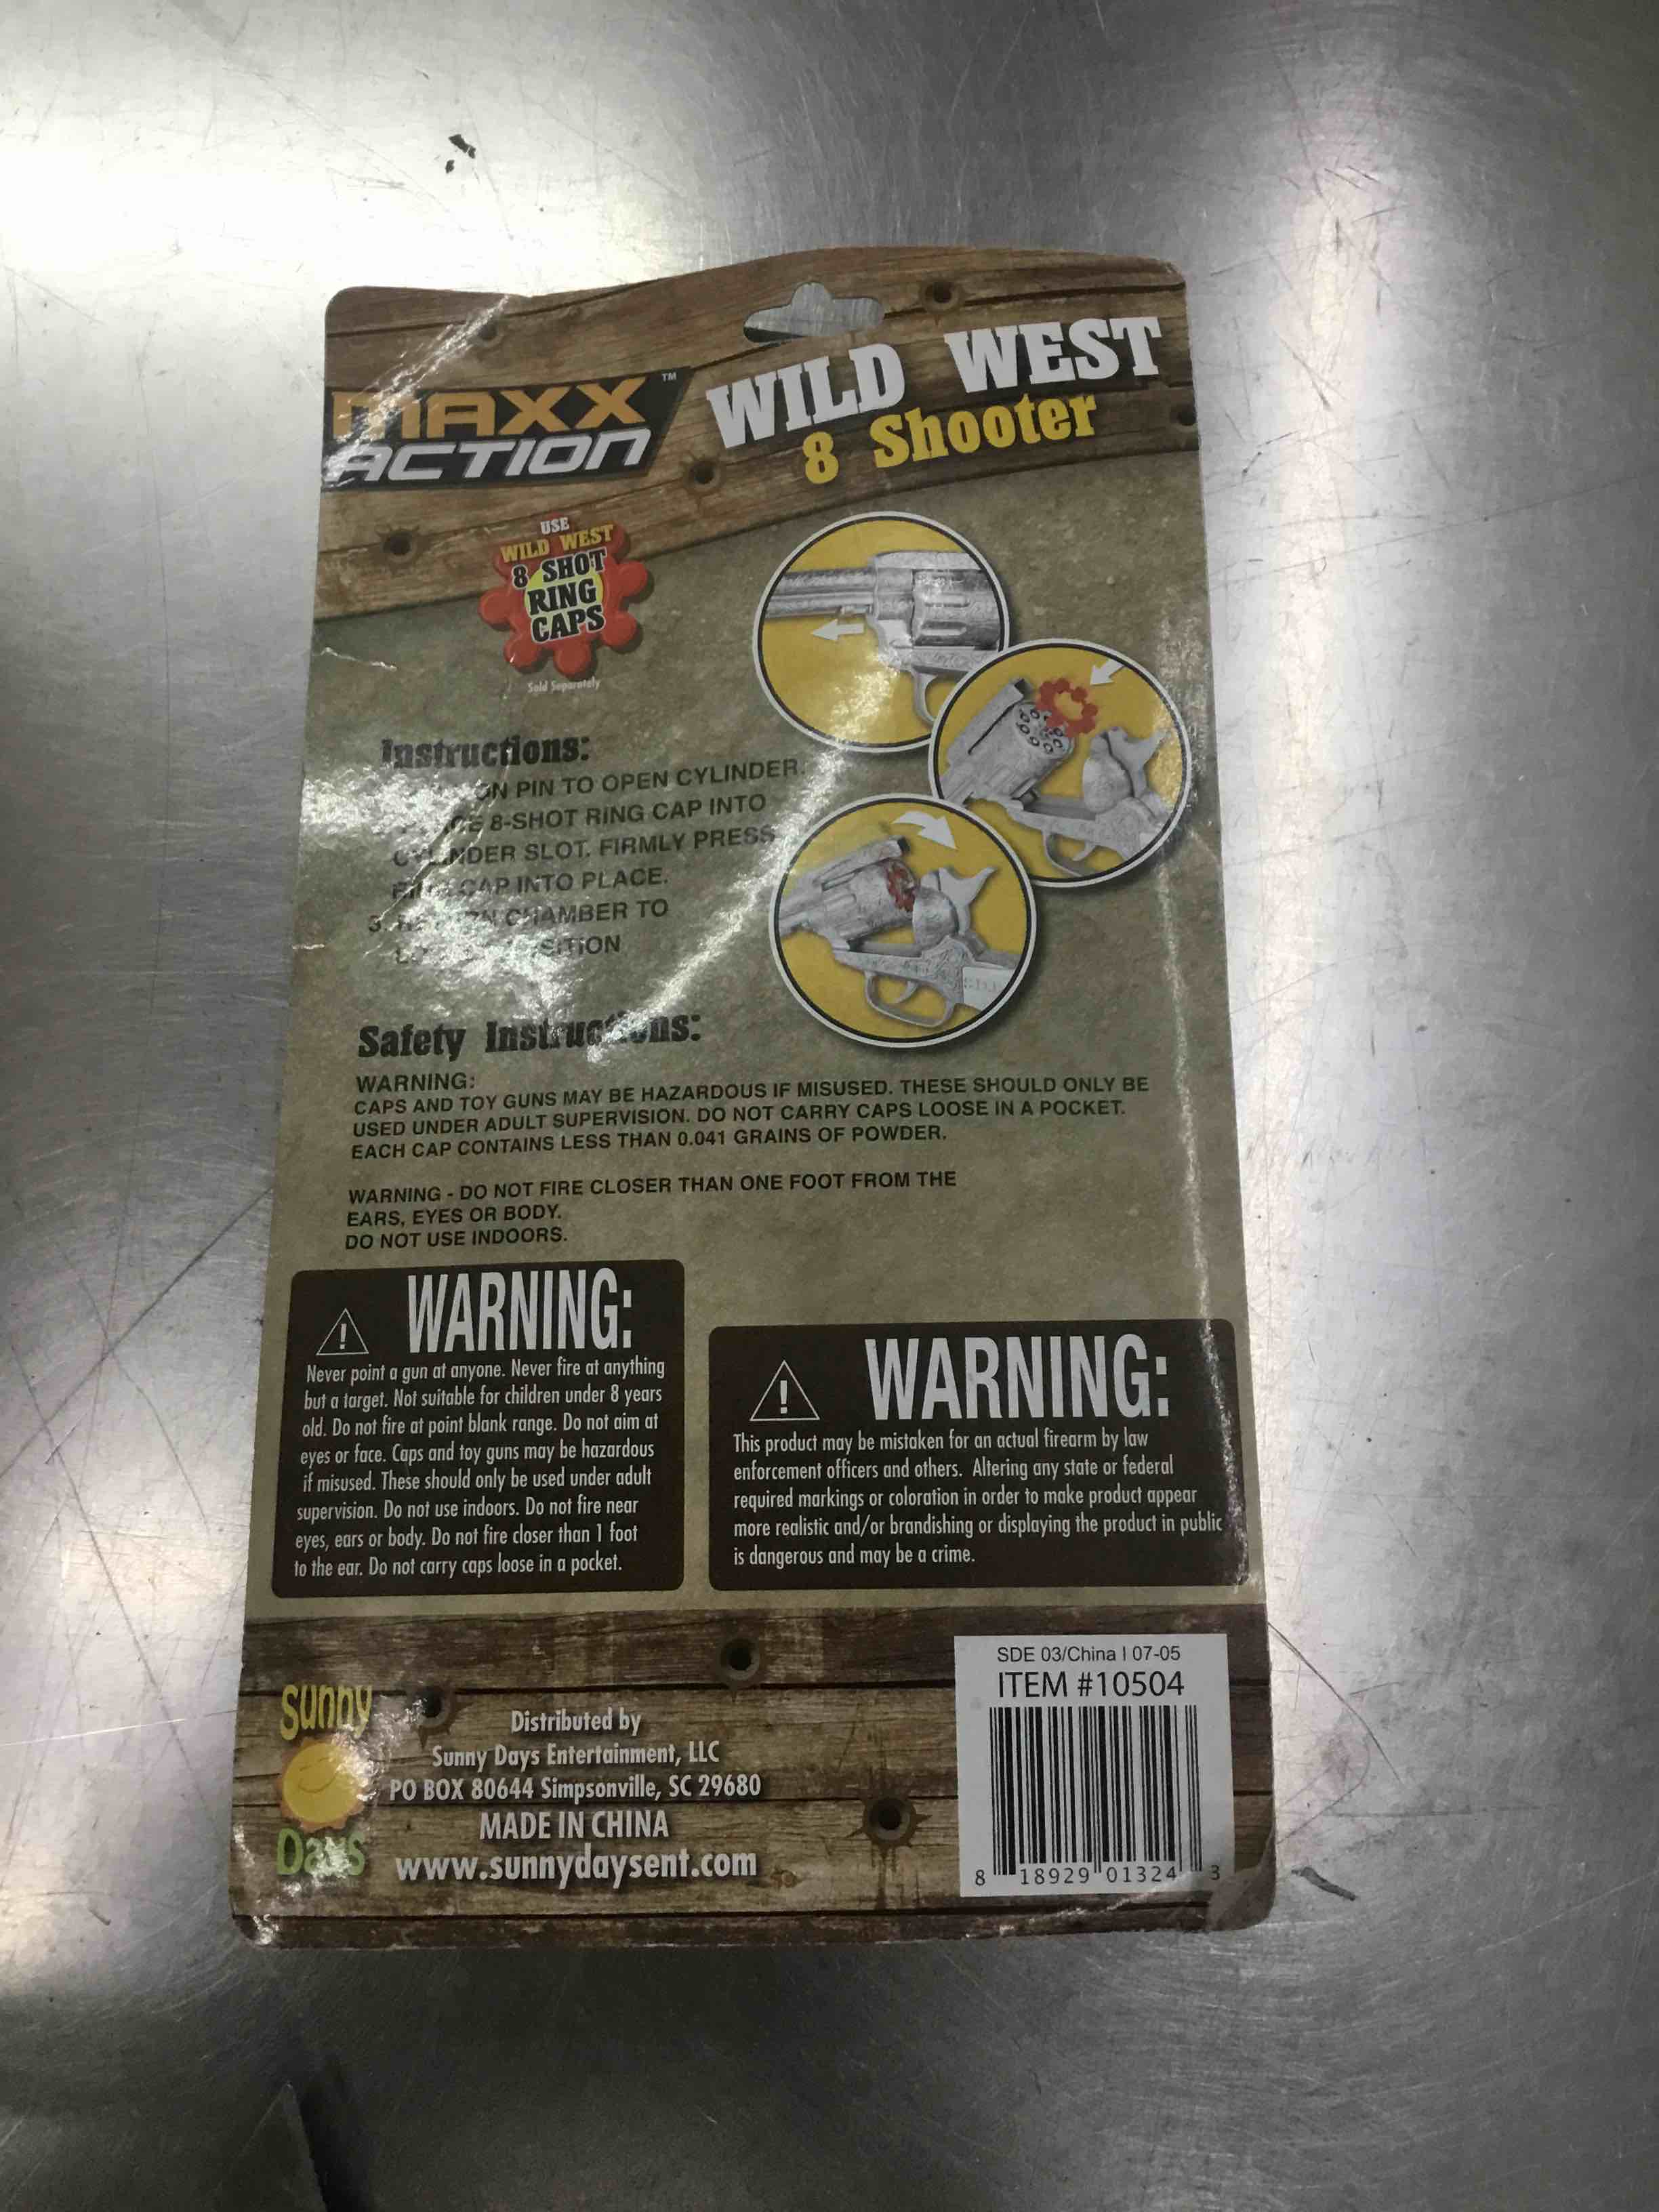 MAXX ™
ACTION
WILD WEST
8 Shooter
USE
WILD WEST
8 SHOT
RING
CAPS
Sold Separately
Instructions:
ON PIN TO OPEN CYLINDER.
8-SHOT RING CAP INTO
CYLINDER SLOT. FIRMLY PRESS
RING CAP INTO PLACE.
3. CHAMBER TO
Safety Instructions:
WARNING:
CAPS AND TOY GUNS MAY BE HAZARDOUS IF MISUSED. THESE SHOULD ONLY BE
USED UNDER ADULT SUPERVISION. DO NOT CARRY CAPS LOOSE IN A POCKET.
EACH CAP CONTAINS LESS THAN 0.041 GRAINS OF POWDER.
WARNING - DO NOT FIRE CLOSER THAN ONE FOOT FROM THE
EARS, EYES OR BODY.
DO NOT USE INDOORS.
WARNING:
Never point a gun at anyone. Never fire at anything
but a target. Not suitable for children under 8 years
old. Do not fire at point blank range. Do not aim at
eyes or face. Caps and toy guns may be hazardous
if misused. These should only be used under adult
supervision. Do not use indoors. Do not fire near
eyes, ears or body. Do not fire closer than 1 foot
to the ear. Do not carry caps loose in a pocket.
WARNING:
This product may be mistaken for an actual firearm by law
enforcement officers and others. Altering any state or federal
required markings or coloration in order to make product appear
more realistic and/or brandishing or displaying the product in public
is dangerous and may be a crime.
Sunny
Days
Distributed by
Sunny Days Entertainment, LLC
PO BOX 80644 Simpsonville, SC 29680
MADE IN CHINA
www.sunnydaysent.com
SDE 03/China | 07-05
ITEM #10504
8 18929 01324 3